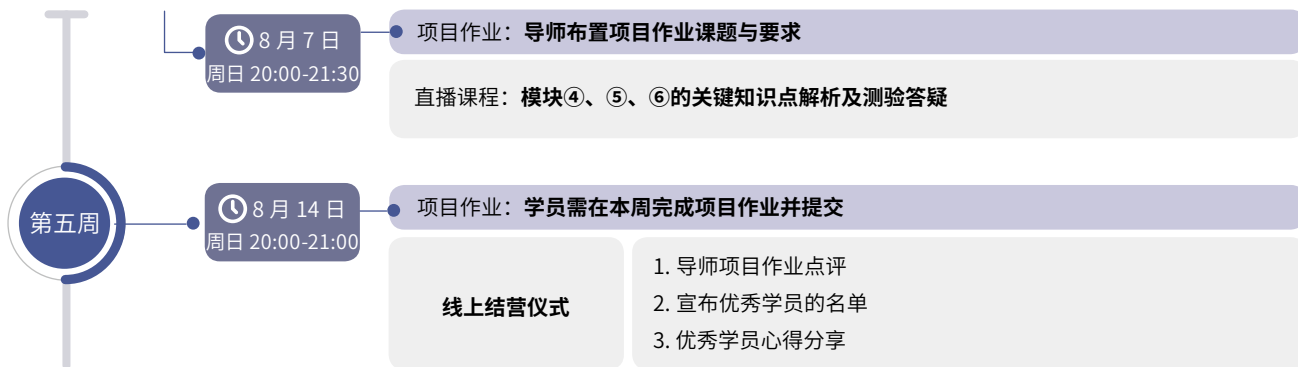 8 月 7 日
周日 20:00-21:30
项目作业：导师布置项目作业课题与要求
直播课程：模块④、⑤、⑥的关键知识点解析及测验答疑
第五周
8 月 14 日
周日 20:00-21:00
项目作业：学员需在本周完成项目作业并提交
线上结营仪式
1. 导师项目作业点评
2. 宣布优秀学员的名单
3. 优秀学员心得分享